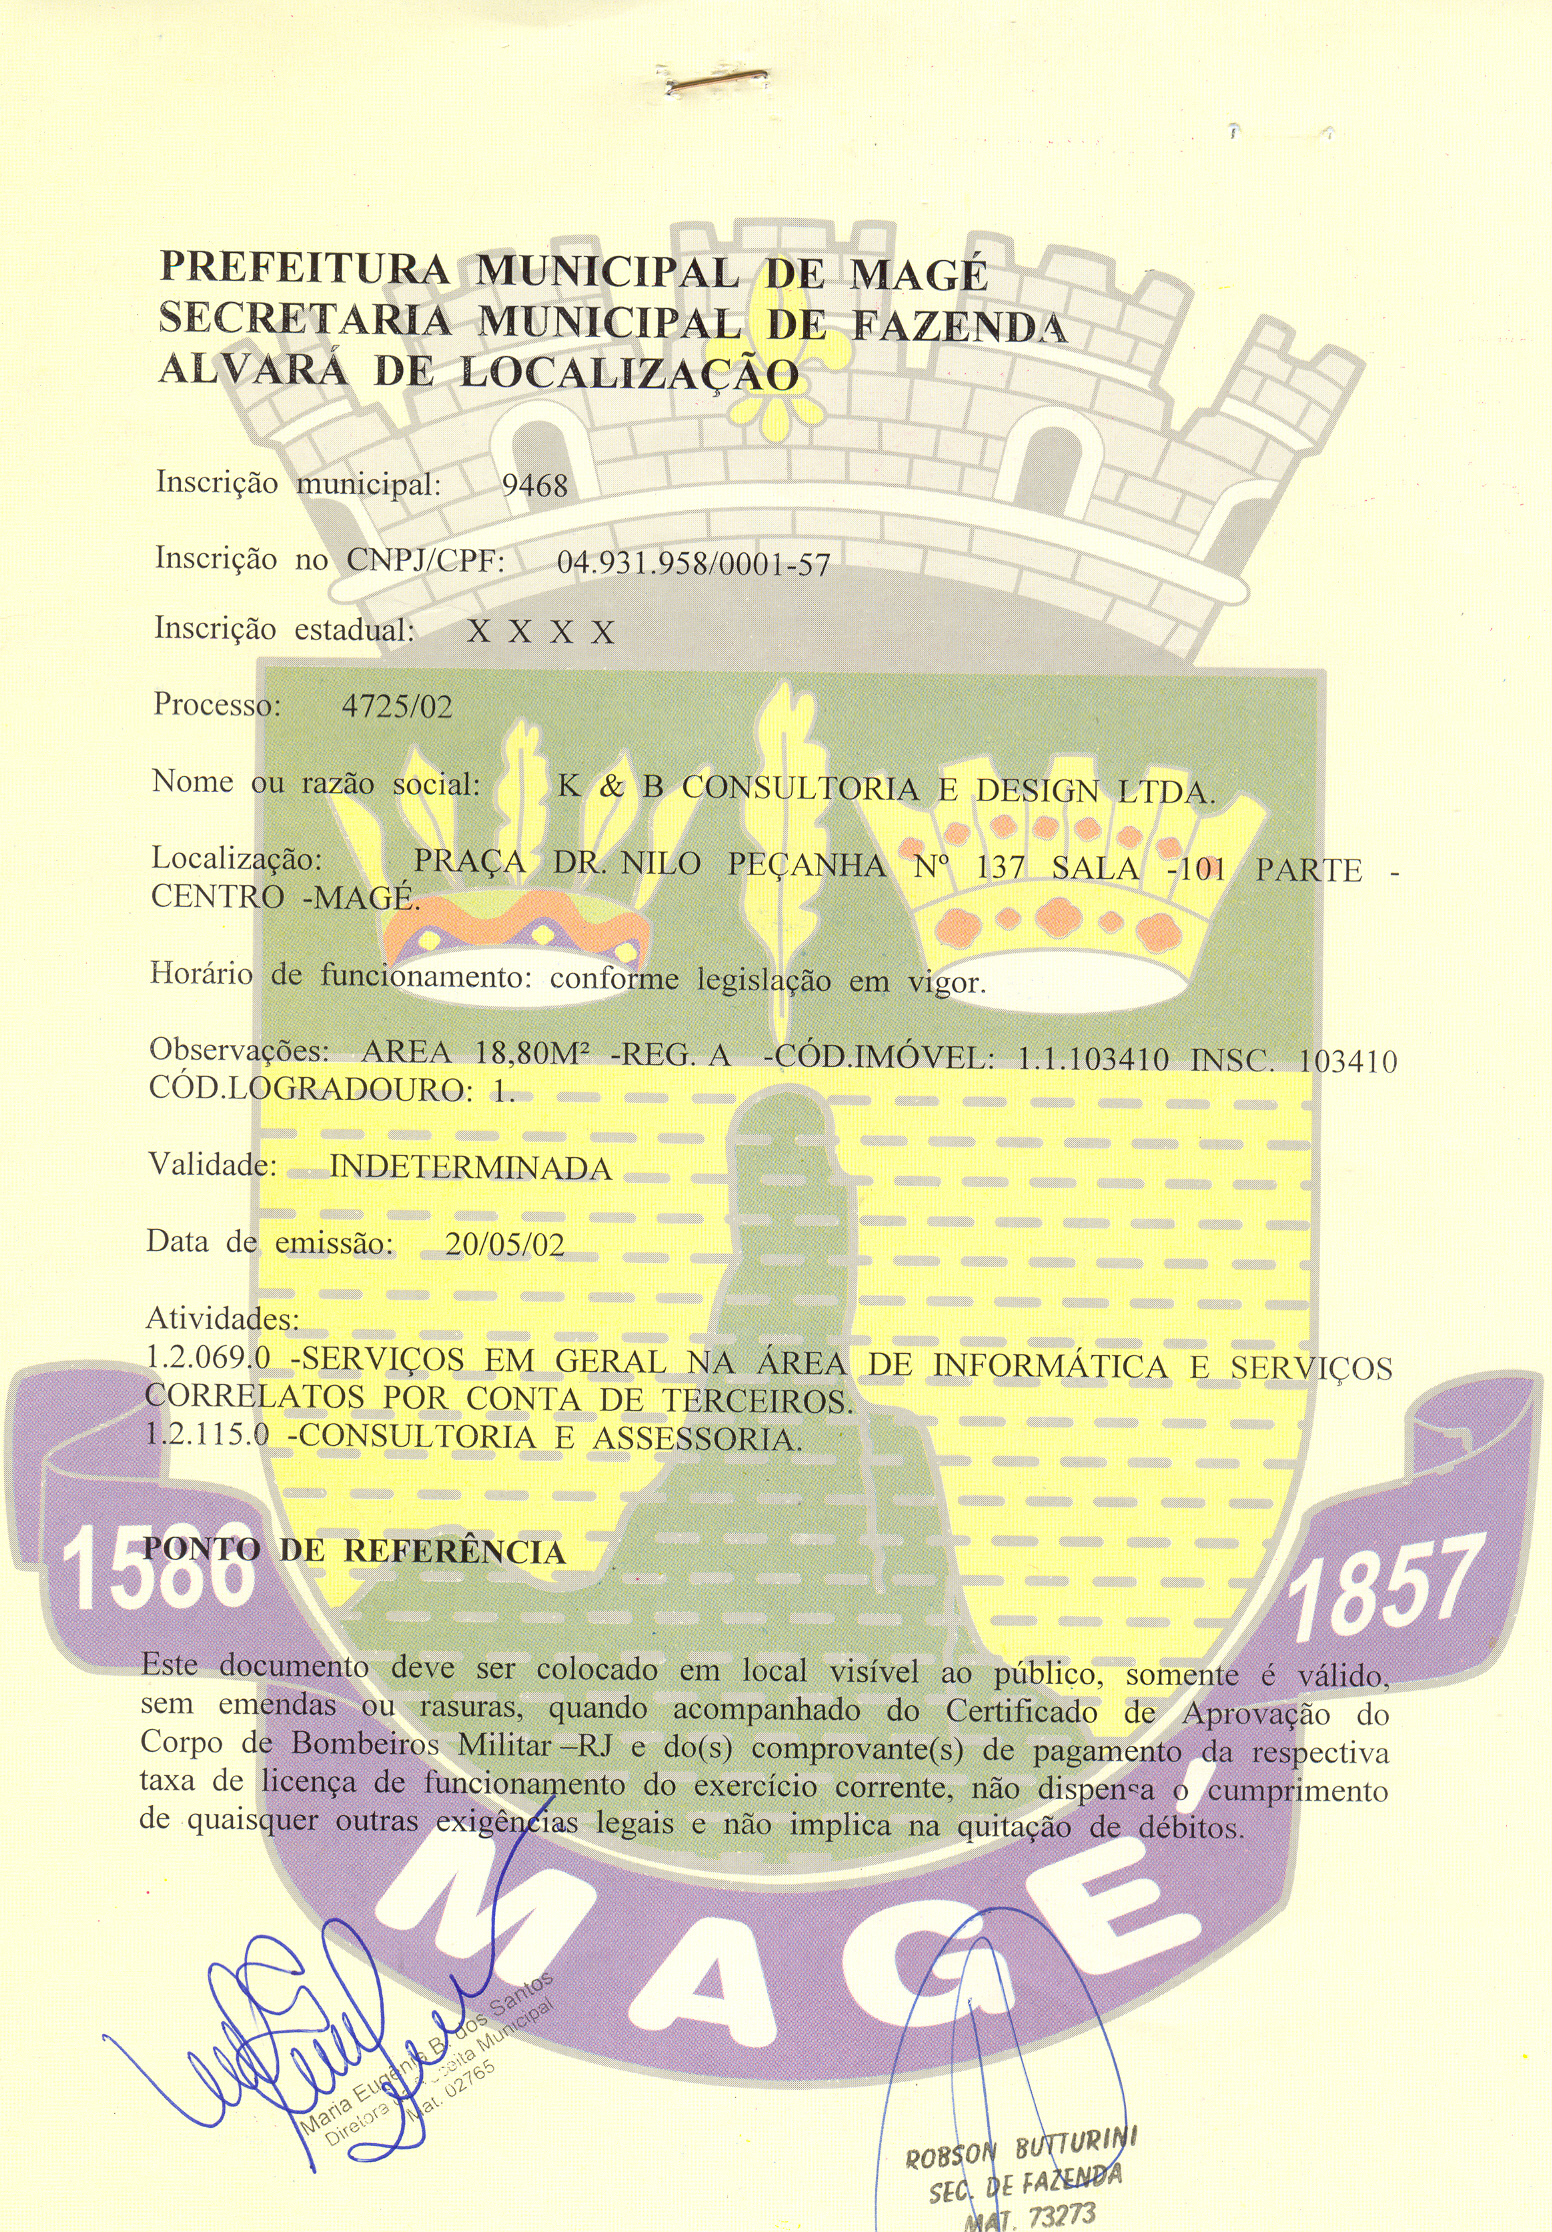 PREFEITURA MUNICIPAL DE MAGÉ
SECRETARIA MUNICIPAL DE FAZENDA
ALVARÁ DE LOCALIZAÇÃO
Inscrição municipal: 9468
Inscrição no CNPJ/CPF: 04.931.958/0001-57
Inscrição estadual: X X X X
Processo: 4725/02
Nome ou razão social: K & B CONSULTORIA E DESIGN LTDA.
Localização: PRAÇA DR. NILO PEÇANHA Nº 137 SALA -101 PARTE -
CENTRO -MAGÉ.
Horário de funcionamento: conforme legislação em vigor.
Observações: AREA 18,80M² -REG. A -CÓD.IMÓVEL: 1.1.103410 INSC. 103410
CÓD.LOGRADOURO: 1.
Validade: INDETERMINADA
Data de emissão: 20/05/02
Atividades:
1.2.069.0 -SERVIÇOS EM GERAL NA ÁREA DE INFORMÁTICA E SERVIÇOS
CORRELATOS POR CONTA DE TERCEIROS.
1.2.115.0 -CONSULTORIA E ASSESSORIA.
PONTO DE REFERÊNCIA
1566
1857
Este documento deve ser colocado em local visível ao público, somente é válido,
sem emendas ou rasuras, quando acompanhado do Certificado de Aprovação do
Corpo de Bombeiros Militar –RJ e do(s) comprovante(s) de pagamento da respectiva
taxa de licença de funcionamento do exercício corrente, não dispensa o cumprimento
de quaisquer outras exigências legais e não implica na quitação de débitos.
MAGÉ
Maria Eugênia B. dos Santos
Diretora Receita Municipal
Mat. 02765
ROBSON BUTTURINI
SEC. DE FAZENDA
MAT. 73273